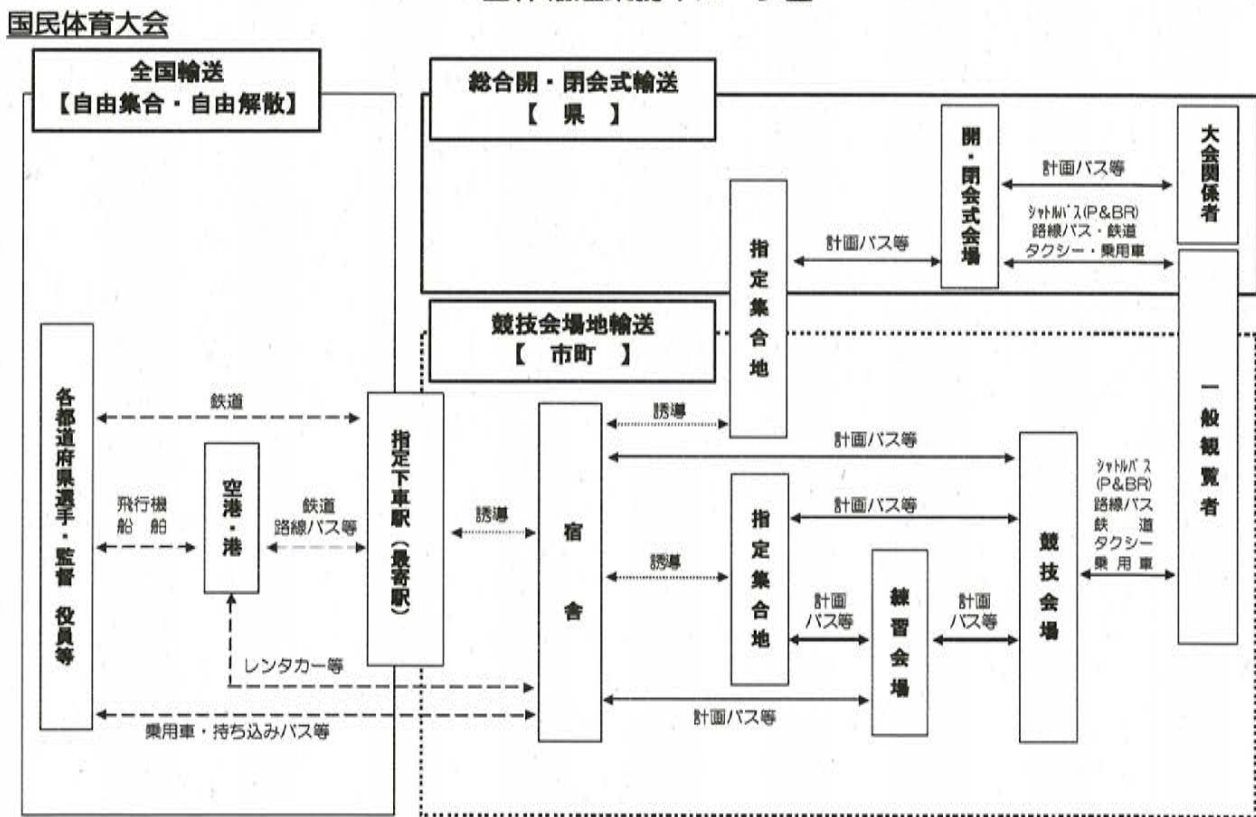 国民体育大会
全国輸送
【自由集合・自由解散】
総合開・閉会式輸送
【 県 】
開・閉会式会場
大会関係者
計画バス等
シャトルバス(P&BR)
路線バス・鉄道
タクシー・乗用車
計画バス等
指定集合地
競技会場地輸送
【 市町 】
各都道府県選手・監督 役員等
鉄道
空港・港
飛行機
船 舶
鉄道
路線バス等
指定下車駅(最寄駅)
誘導
宿舎
誘導
計画バス等
計画バス等
誘導
指定集合地
計画
バス等
練習会場
計画
バス等
競技会場
シャトルバス
(P&BR)
路線バス
鉄 道
タクシー
乗 用 車
一般観覧者
レンタカー等
計画バス等
乗用車・持ち込みバス等